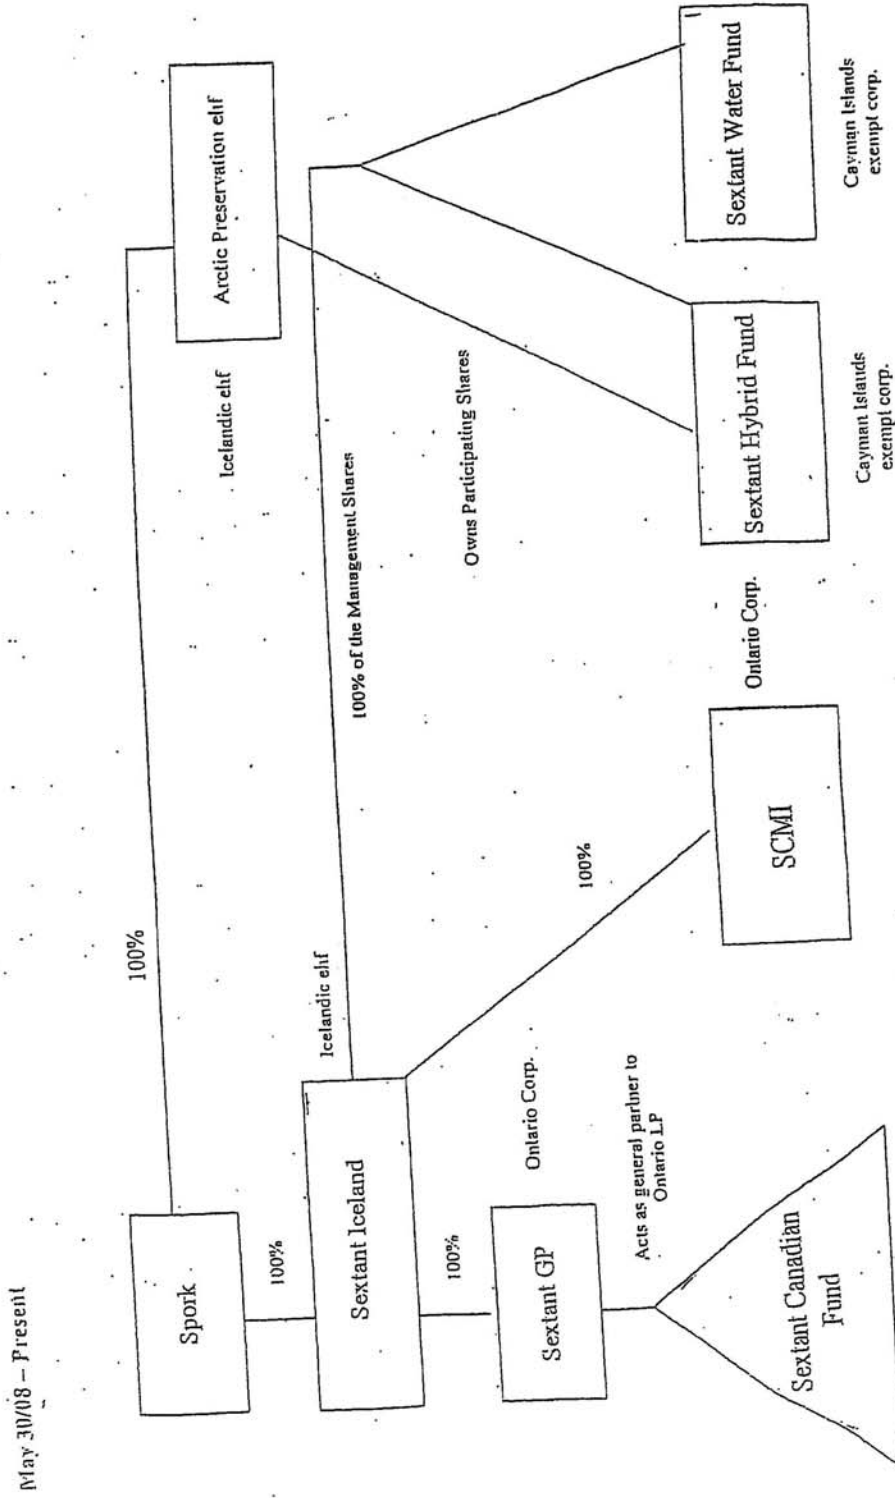 May 30/08 – Present
100%
Spork
Arctic Preservation ehf
Icelandic ehf
100%
Icelandic ehf
Sextant Iceland
100% of the Management Shares
100%
Ontario Corp.
Owns Participating Shares
Sextant GP
100%
Acts as general partner to
Ontario LP
Sextant Canadian
Fund
SCMI
Ontario Corp.
Sextant Hybrid Fund
Sextant Water Fund
Cayman Islands
exempt corp.
Cayman Islands
exempt corp.